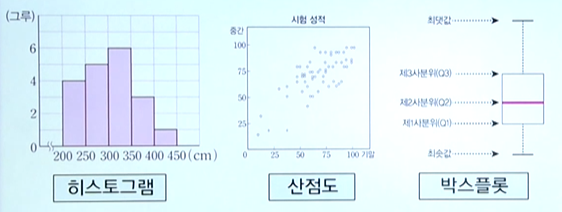 (그루)
6
4
2
0
200 250 300 350 400 450 (cm)
히스토그램
시험 성적
중간
100
75
50
25
0
25
50
75
100 기말
산점도
최댓값
제3사분위(Q3)
제2사분위(Q2)
제1사분위(Q1)
최솟값
박스플롯